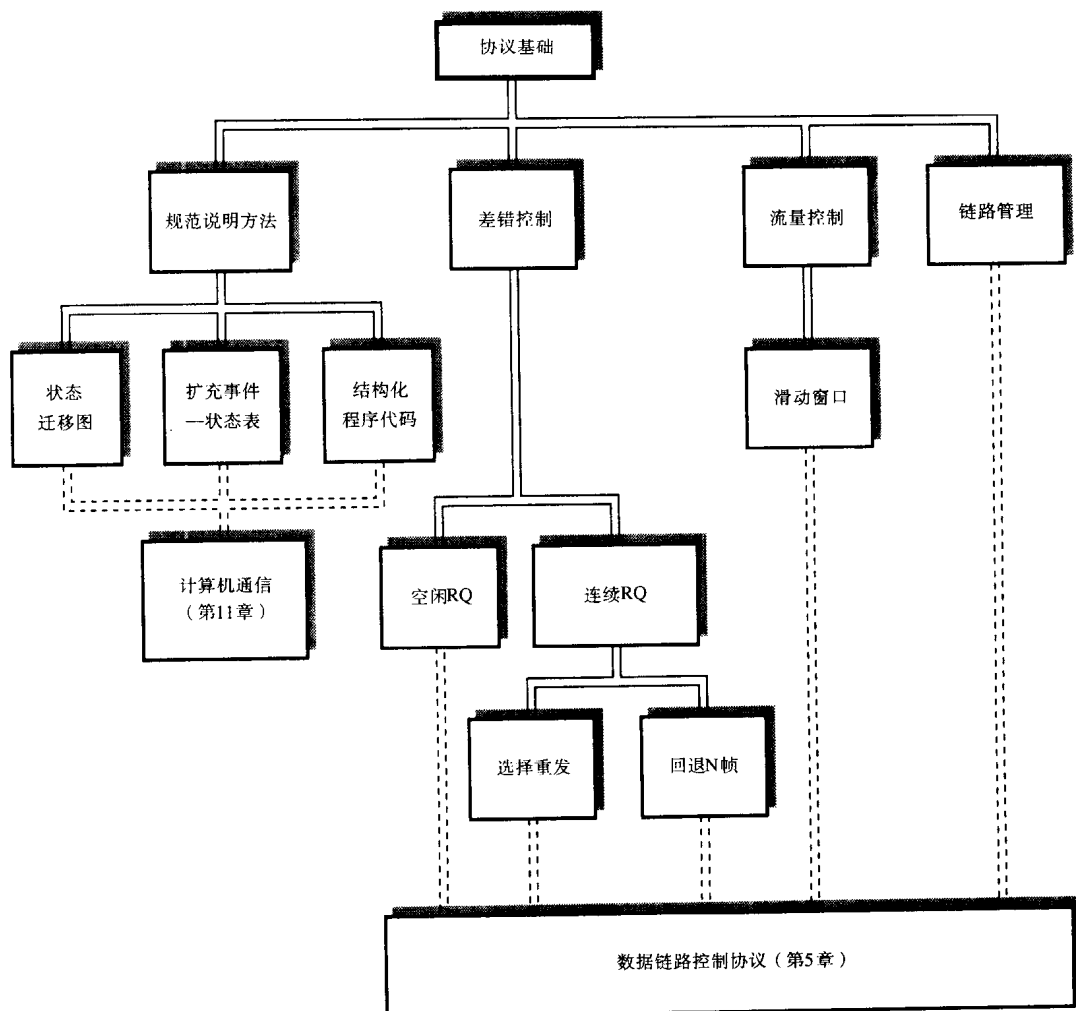 协议基础
规范说明方法
差错控制
流量控制
链路管理
状态
迁移图
扩充事件
—状态表
结构化
程序代码
滑动窗口
计算机通信
（第11章）
空闲RQ
连续RQ
选择重发
回退N帧
数据链路控制协议（第5章）